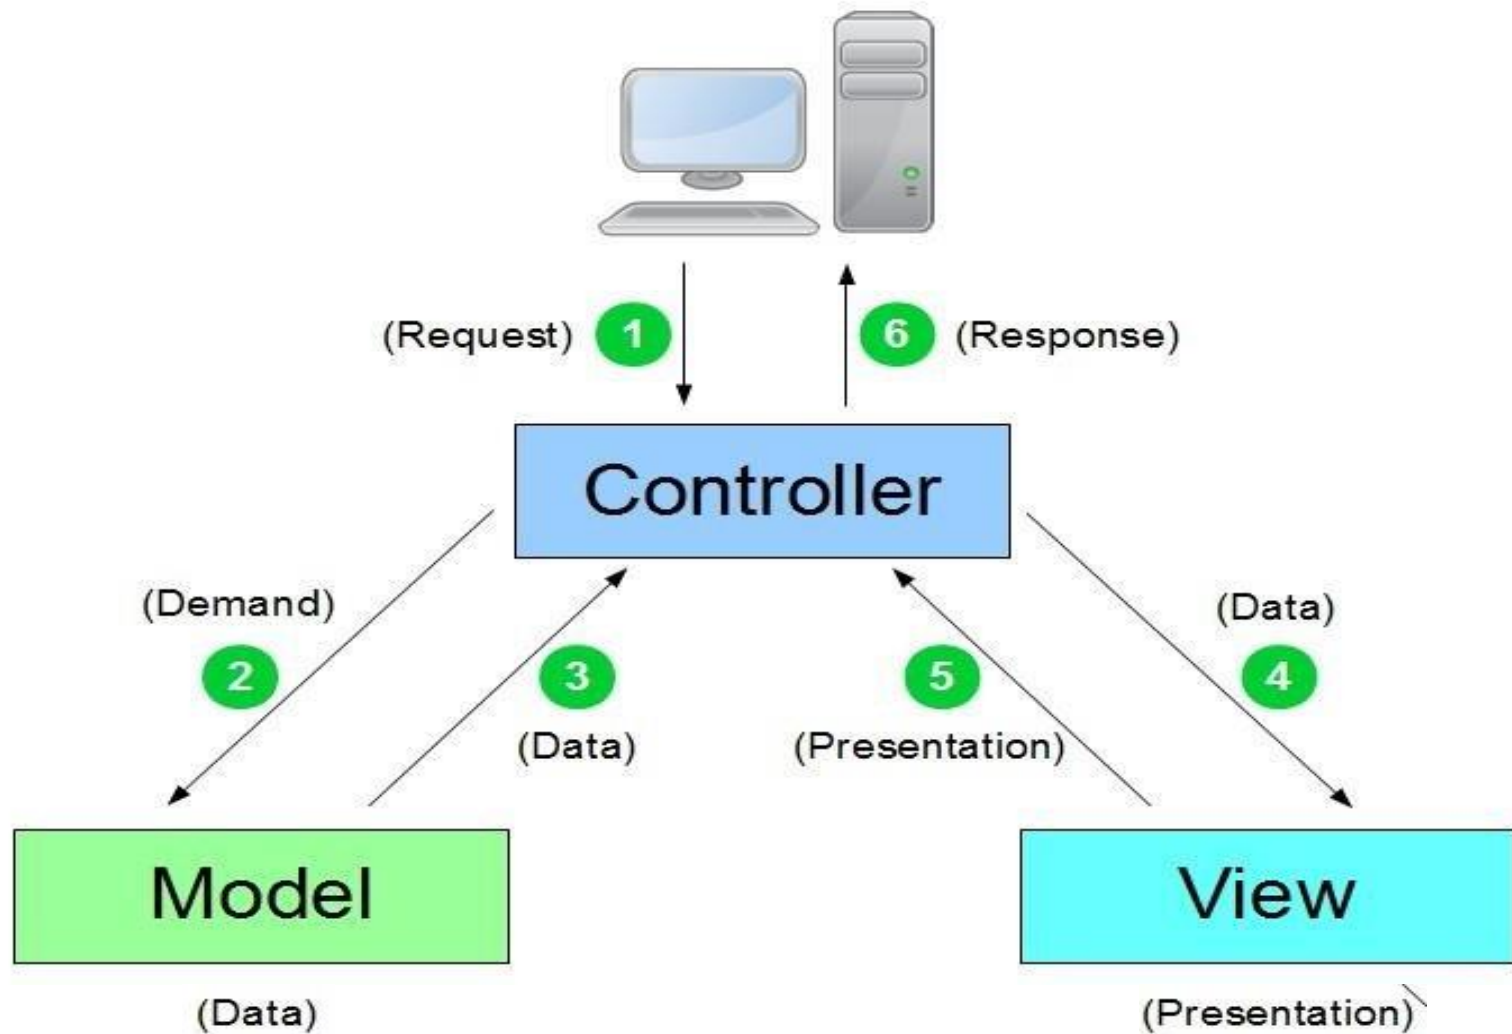 (Request) 1
6 (Response)
Controller
(Demand)
2
3
(Data)
(Data)
4
5
(Presentation)
Model
(Data)
View
(Presentation)